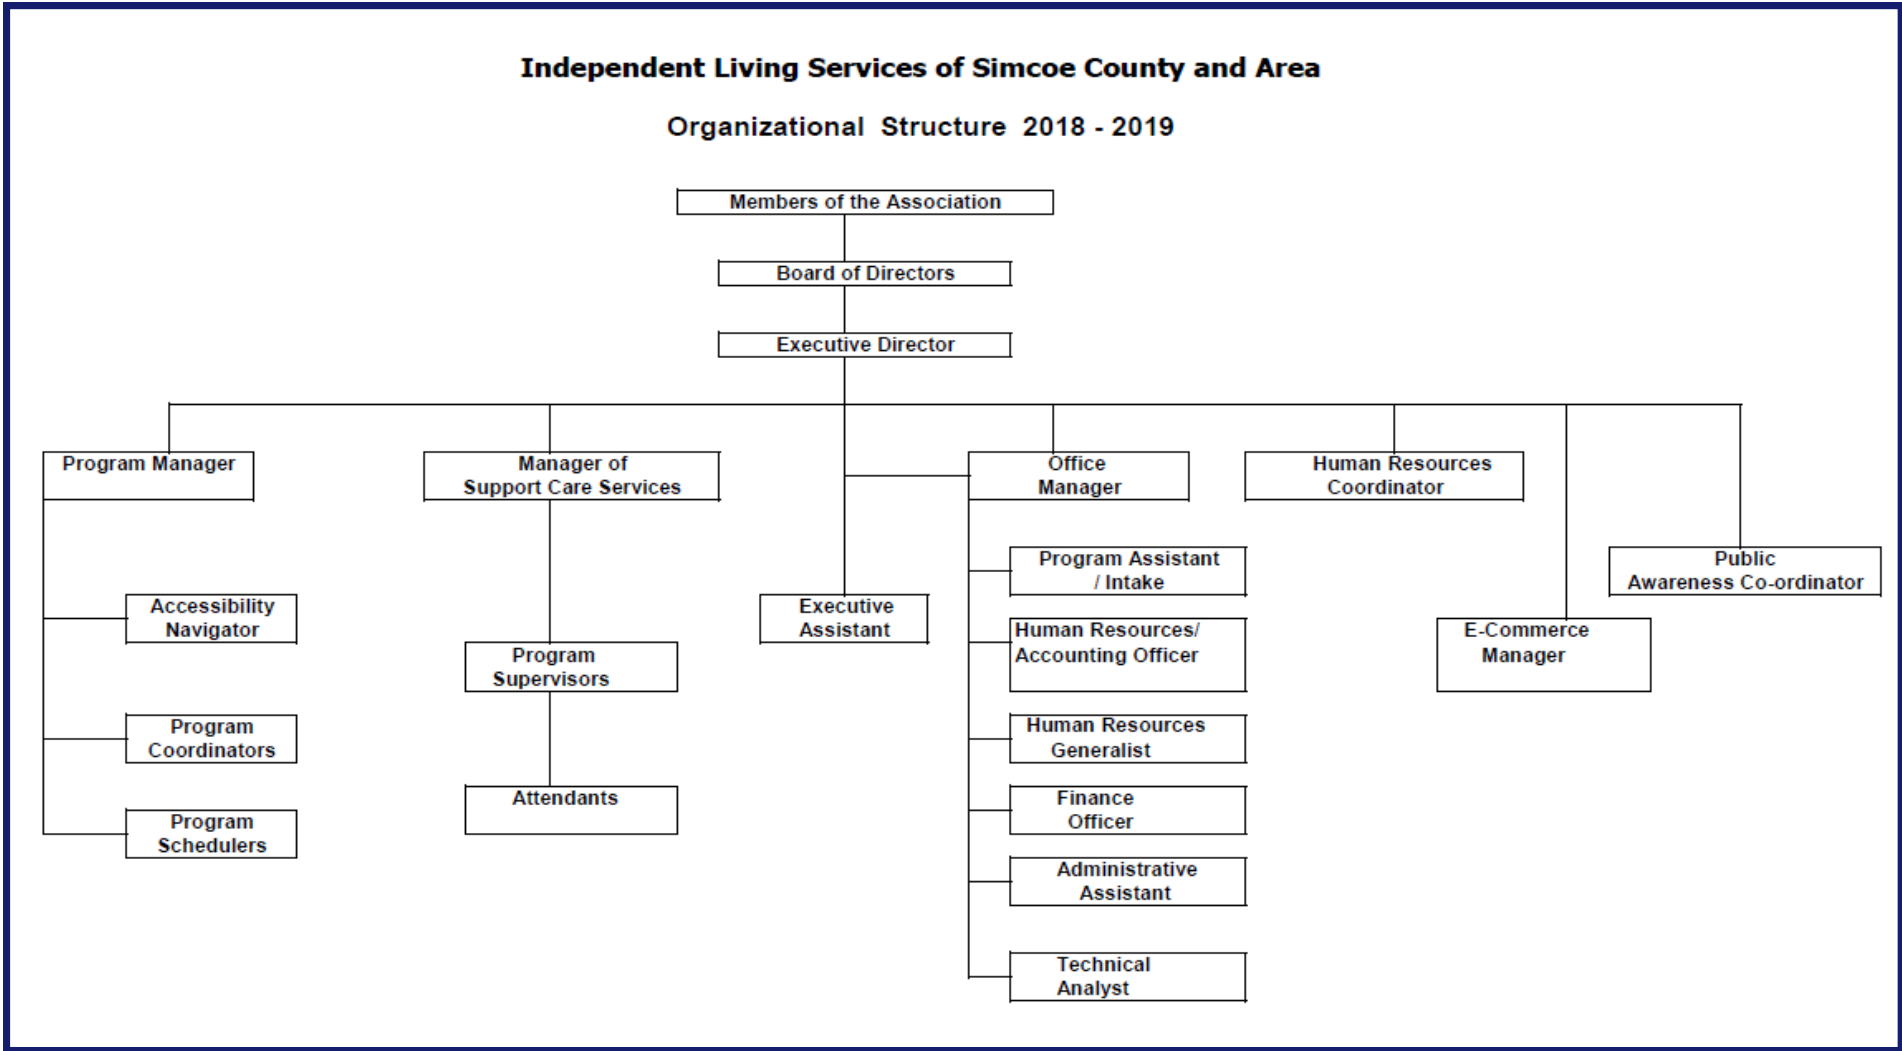 Independent Living Services of Simcoe County and Area
Organizational Structure 2018 - 2019
Members of the Association
Board of Directors
Executive Director
Program Manager
Manager of
Support Care Services
Office
Manager
Human Resources
Coordinator
Program Assistant
/ Intake
Public
Awareness Co-ordinator
Accessibility
Navigator
Executive
Assistant
Human Resources/
Accounting Officer
E-Commerce
Manager
Program
Supervisors
Program
Coordinators
Human Resources
Generalist
Attendants
Finance
Officer
Program
Schedulers
Administrative
Assistant
Technical
Analyst